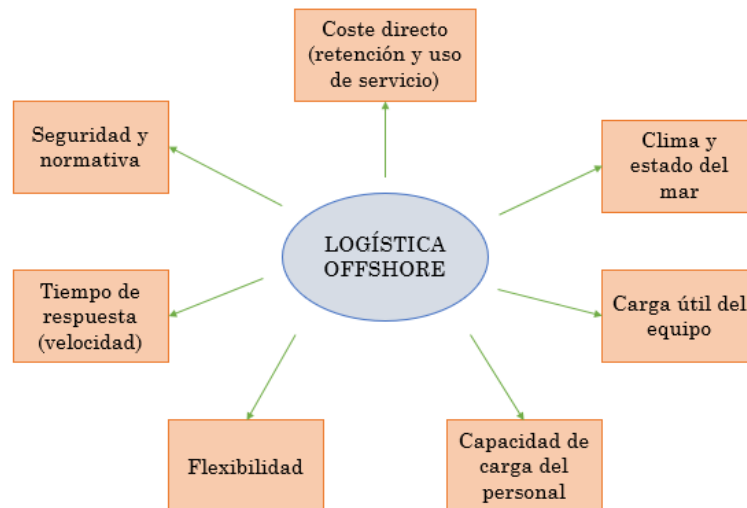 Coste directo
(retención y uso
de servicio)
Seguridad y
normativa
Clima y
estado del
mar
LOGÍSTICA
OFFSHORE
Tiempo de
respuesta
(velocidad)
Carga útil del
equipo
Flexibilidad
Capacidad de
carga del
personal